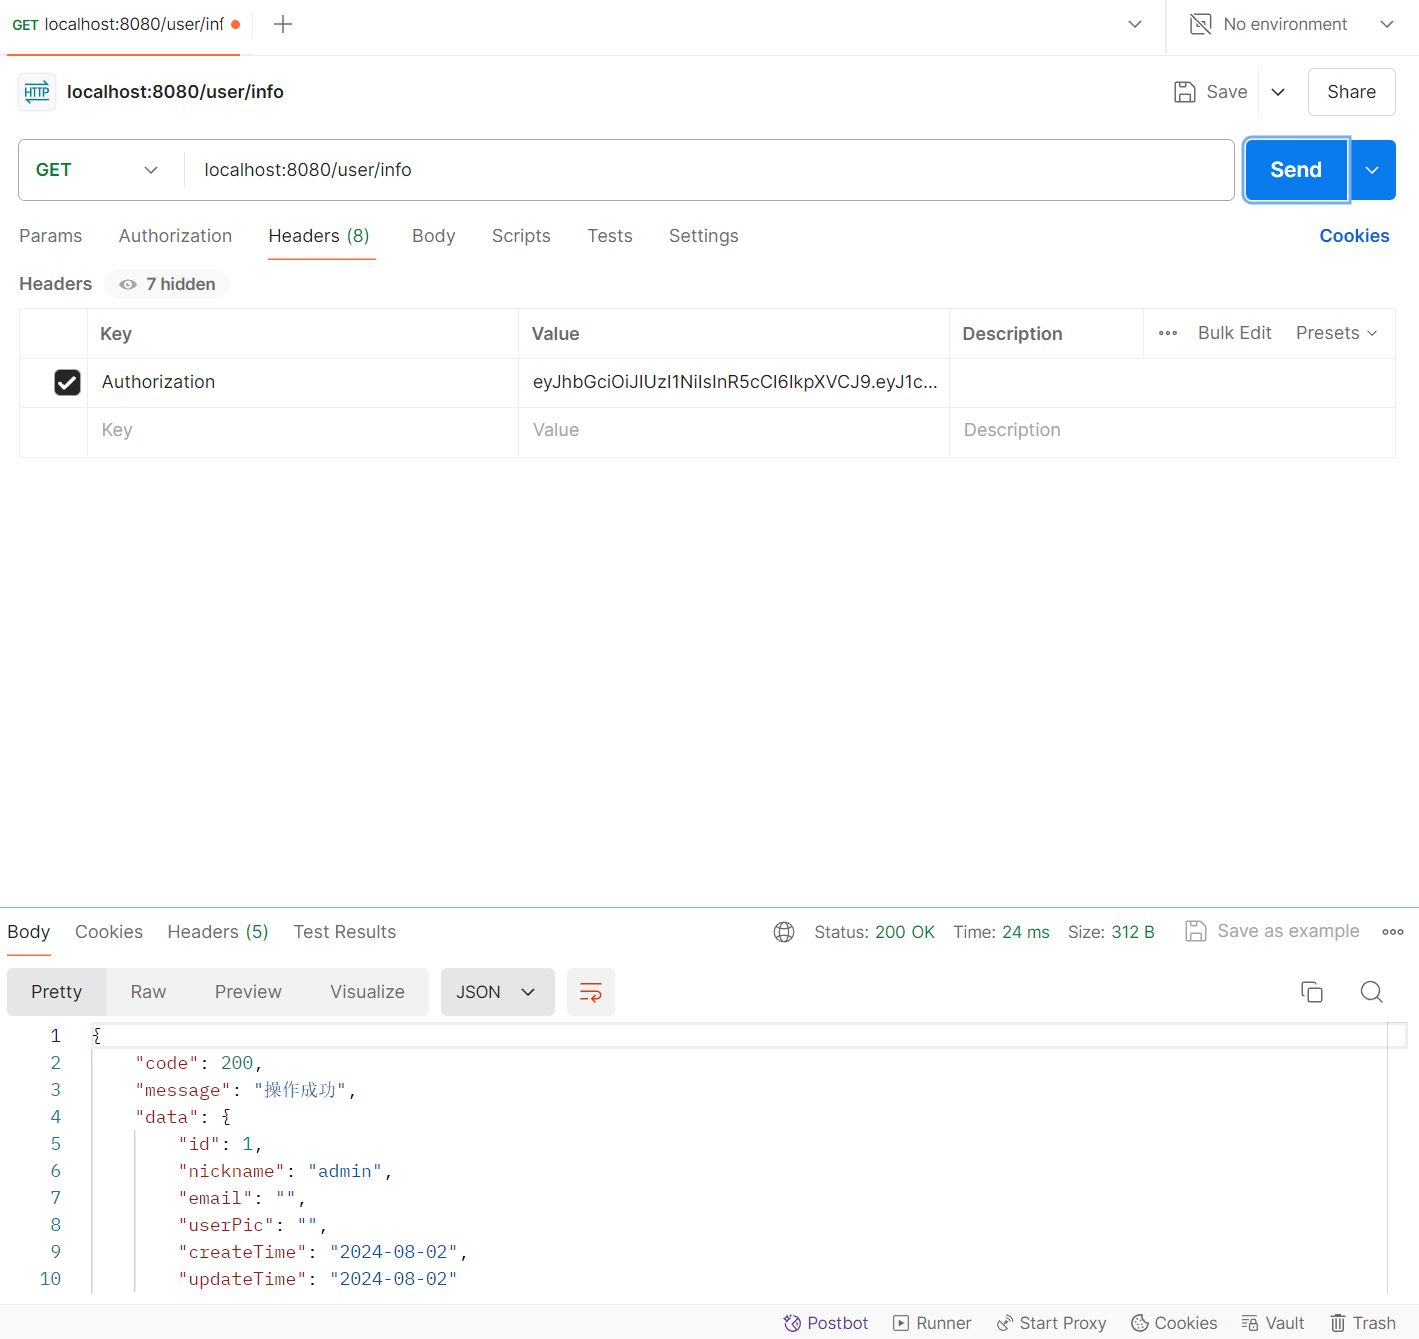 GET localhost:8080/user/inf
No environment
HTTP localhost:8080/user/info
Save
Share
GET localhost:8080/user/info
Send
Params Authorization Headers (8) Body Scripts Tests Settings Cookies
Headers 7 hidden
Key Value Description Bulk Edit Presets
Authorization eyJhbGciOiJIUzI1NiIsInR5cCI6IkpXVCJ9.eyJ1c...
Key Value Description
Body Cookies Headers (5) Test Results Status: 200 OK Time: 24 ms Size: 312 B Save as example
Pretty Raw Preview Visualize JSON
1 {
2 "code": 200,
3 "message": "操作成功",
4 "data": {
5 "id": 1,
6 "nickname": "admin",
7 "email": "",
8 "userPic": "",
9 "createTime": "2024-08-02",
10 "updateTime": "2024-08-02"
Postbot Runner Start Proxy Cookies Vault Trash